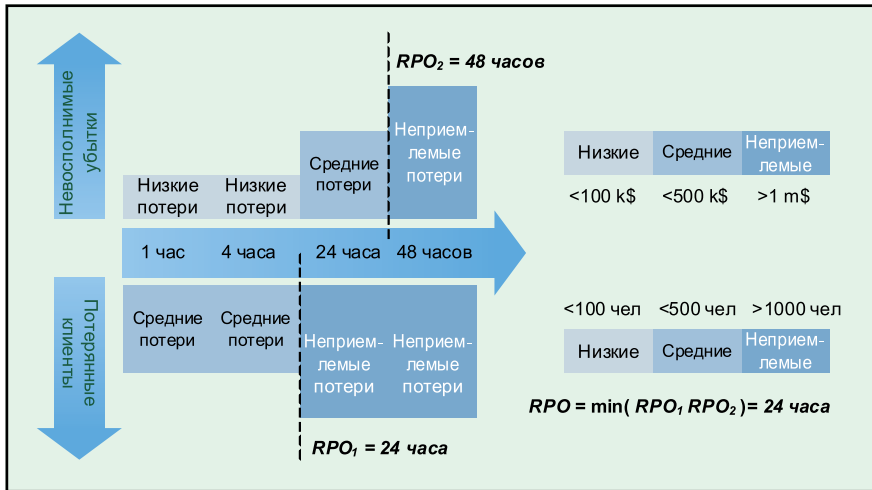 RPO₂ = 48 часов
Невосполнимые
убытки
Низкие
потери
Низкие
потери
Средние
потери
Неприем-
лемые
потери
Низкие
Средние
Неприем-
лемые
<100 k$
<500 k$
>1 m$
1 час
4 часа
24 часа
48 часов
Потерянные
клиенты
Средние
потери
Средние
потери
Неприем-
лемые
потери
Неприем-
лемые
потери
<100 чел
<500 чел
>1000 чел
Низкие
Средние
Неприем-
лемые
RPO = min( RPO₁ RPO₂ )= 24 часа
RPO₁ = 24 часа